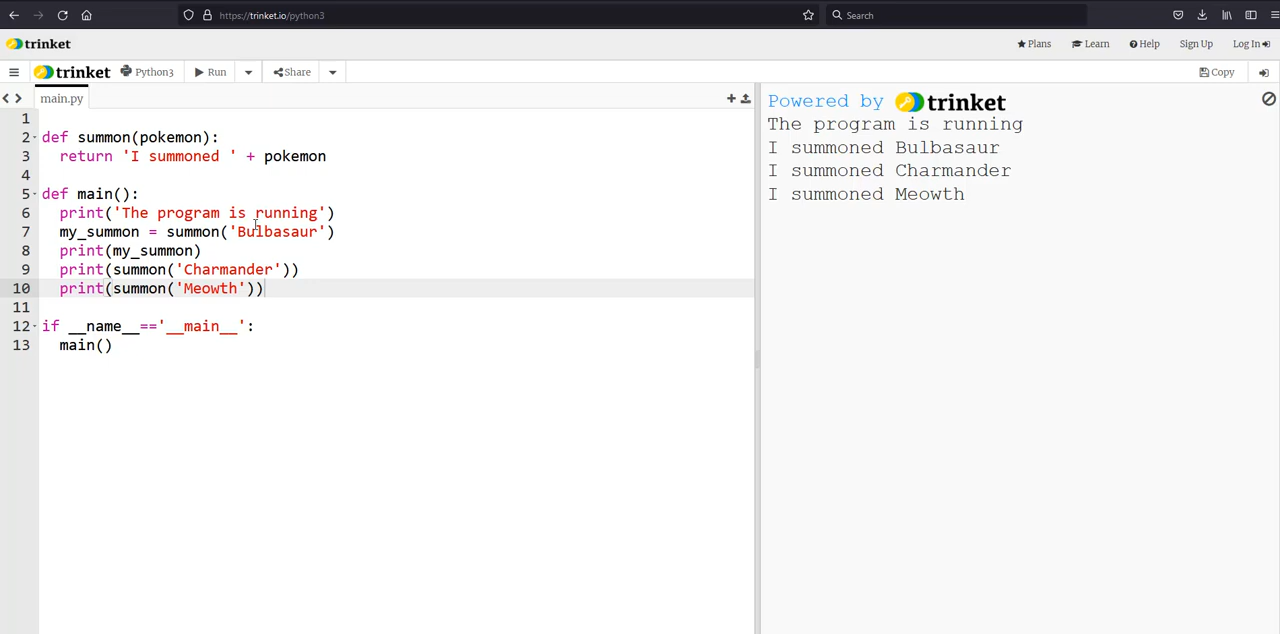 https://trinket.io/python3
Search
trinket
Plans Learn Help Sign Up Log In
trinket Python3 Run Share Copy
main.py
1
2 def summon(pokemon):
3   return 'I summoned ' + pokemon
4
5 def main():
6   print('The program is running')
7   my_summon = summon('Bulbasaur')
8   print(my_summon)
9   print(summon('Charmander'))
10   print(summon('Meowth'))
11
12 if __name__=='__main__':
13   main()
Powered by trinket
The program is running
I summoned Bulbasaur
I summoned Charmander
I summoned Meowth